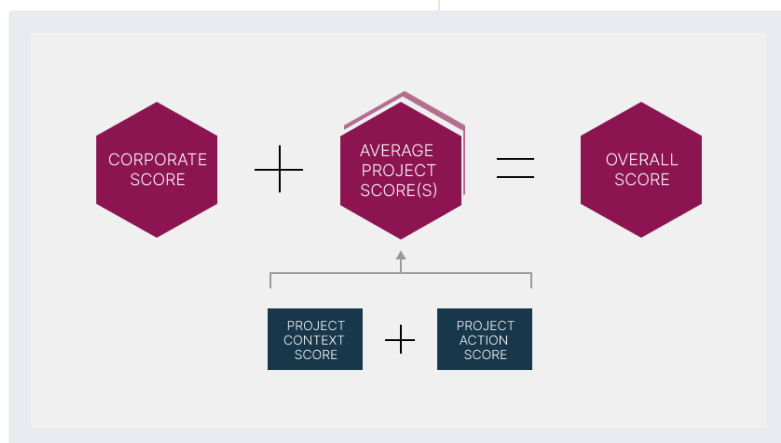 CORPORATE
SCORE
+
AVERAGE
PROJECT
SCORE(S)
=
OVERALL
SCORE
PROJECT
CONTEXT
SCORE
+
PROJECT
ACTION
SCORE